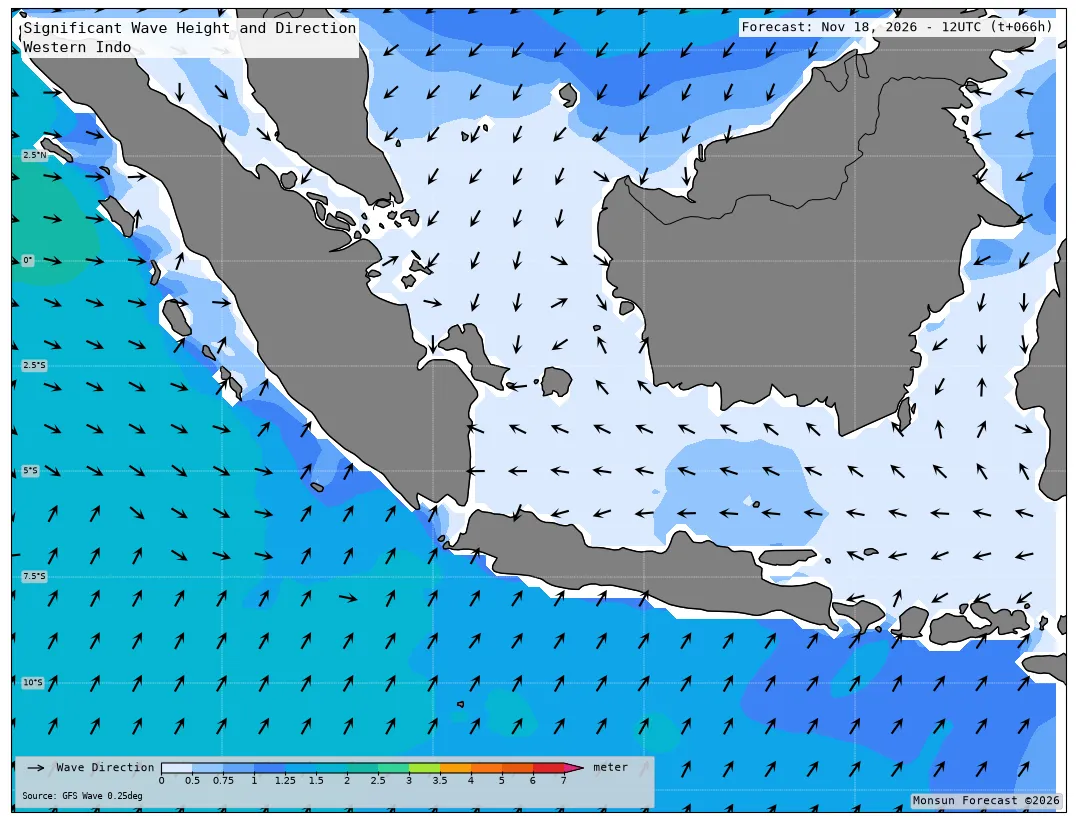 Significant Wave Height and Direction
Western Indo
Forecast: Nov 18, 2026 - 12UTC (t+066h)
2.5°N
0°
2.5°S
5°S
7.5°S
10°S
Wave Direction
0 0.5 0.75 1 1.25 1.5 2 2.5 3 3.5 4 5 6 7
meter
Source: GFS Wave 0.25deg
Monsun Forecast ©2026